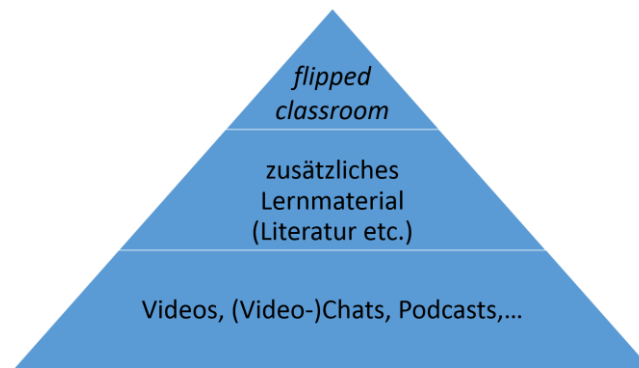 flipped
classroom
zusätzliches
Lernmaterial
(Literatur etc.)
Videos, (Video-)Chats, Podcasts,...